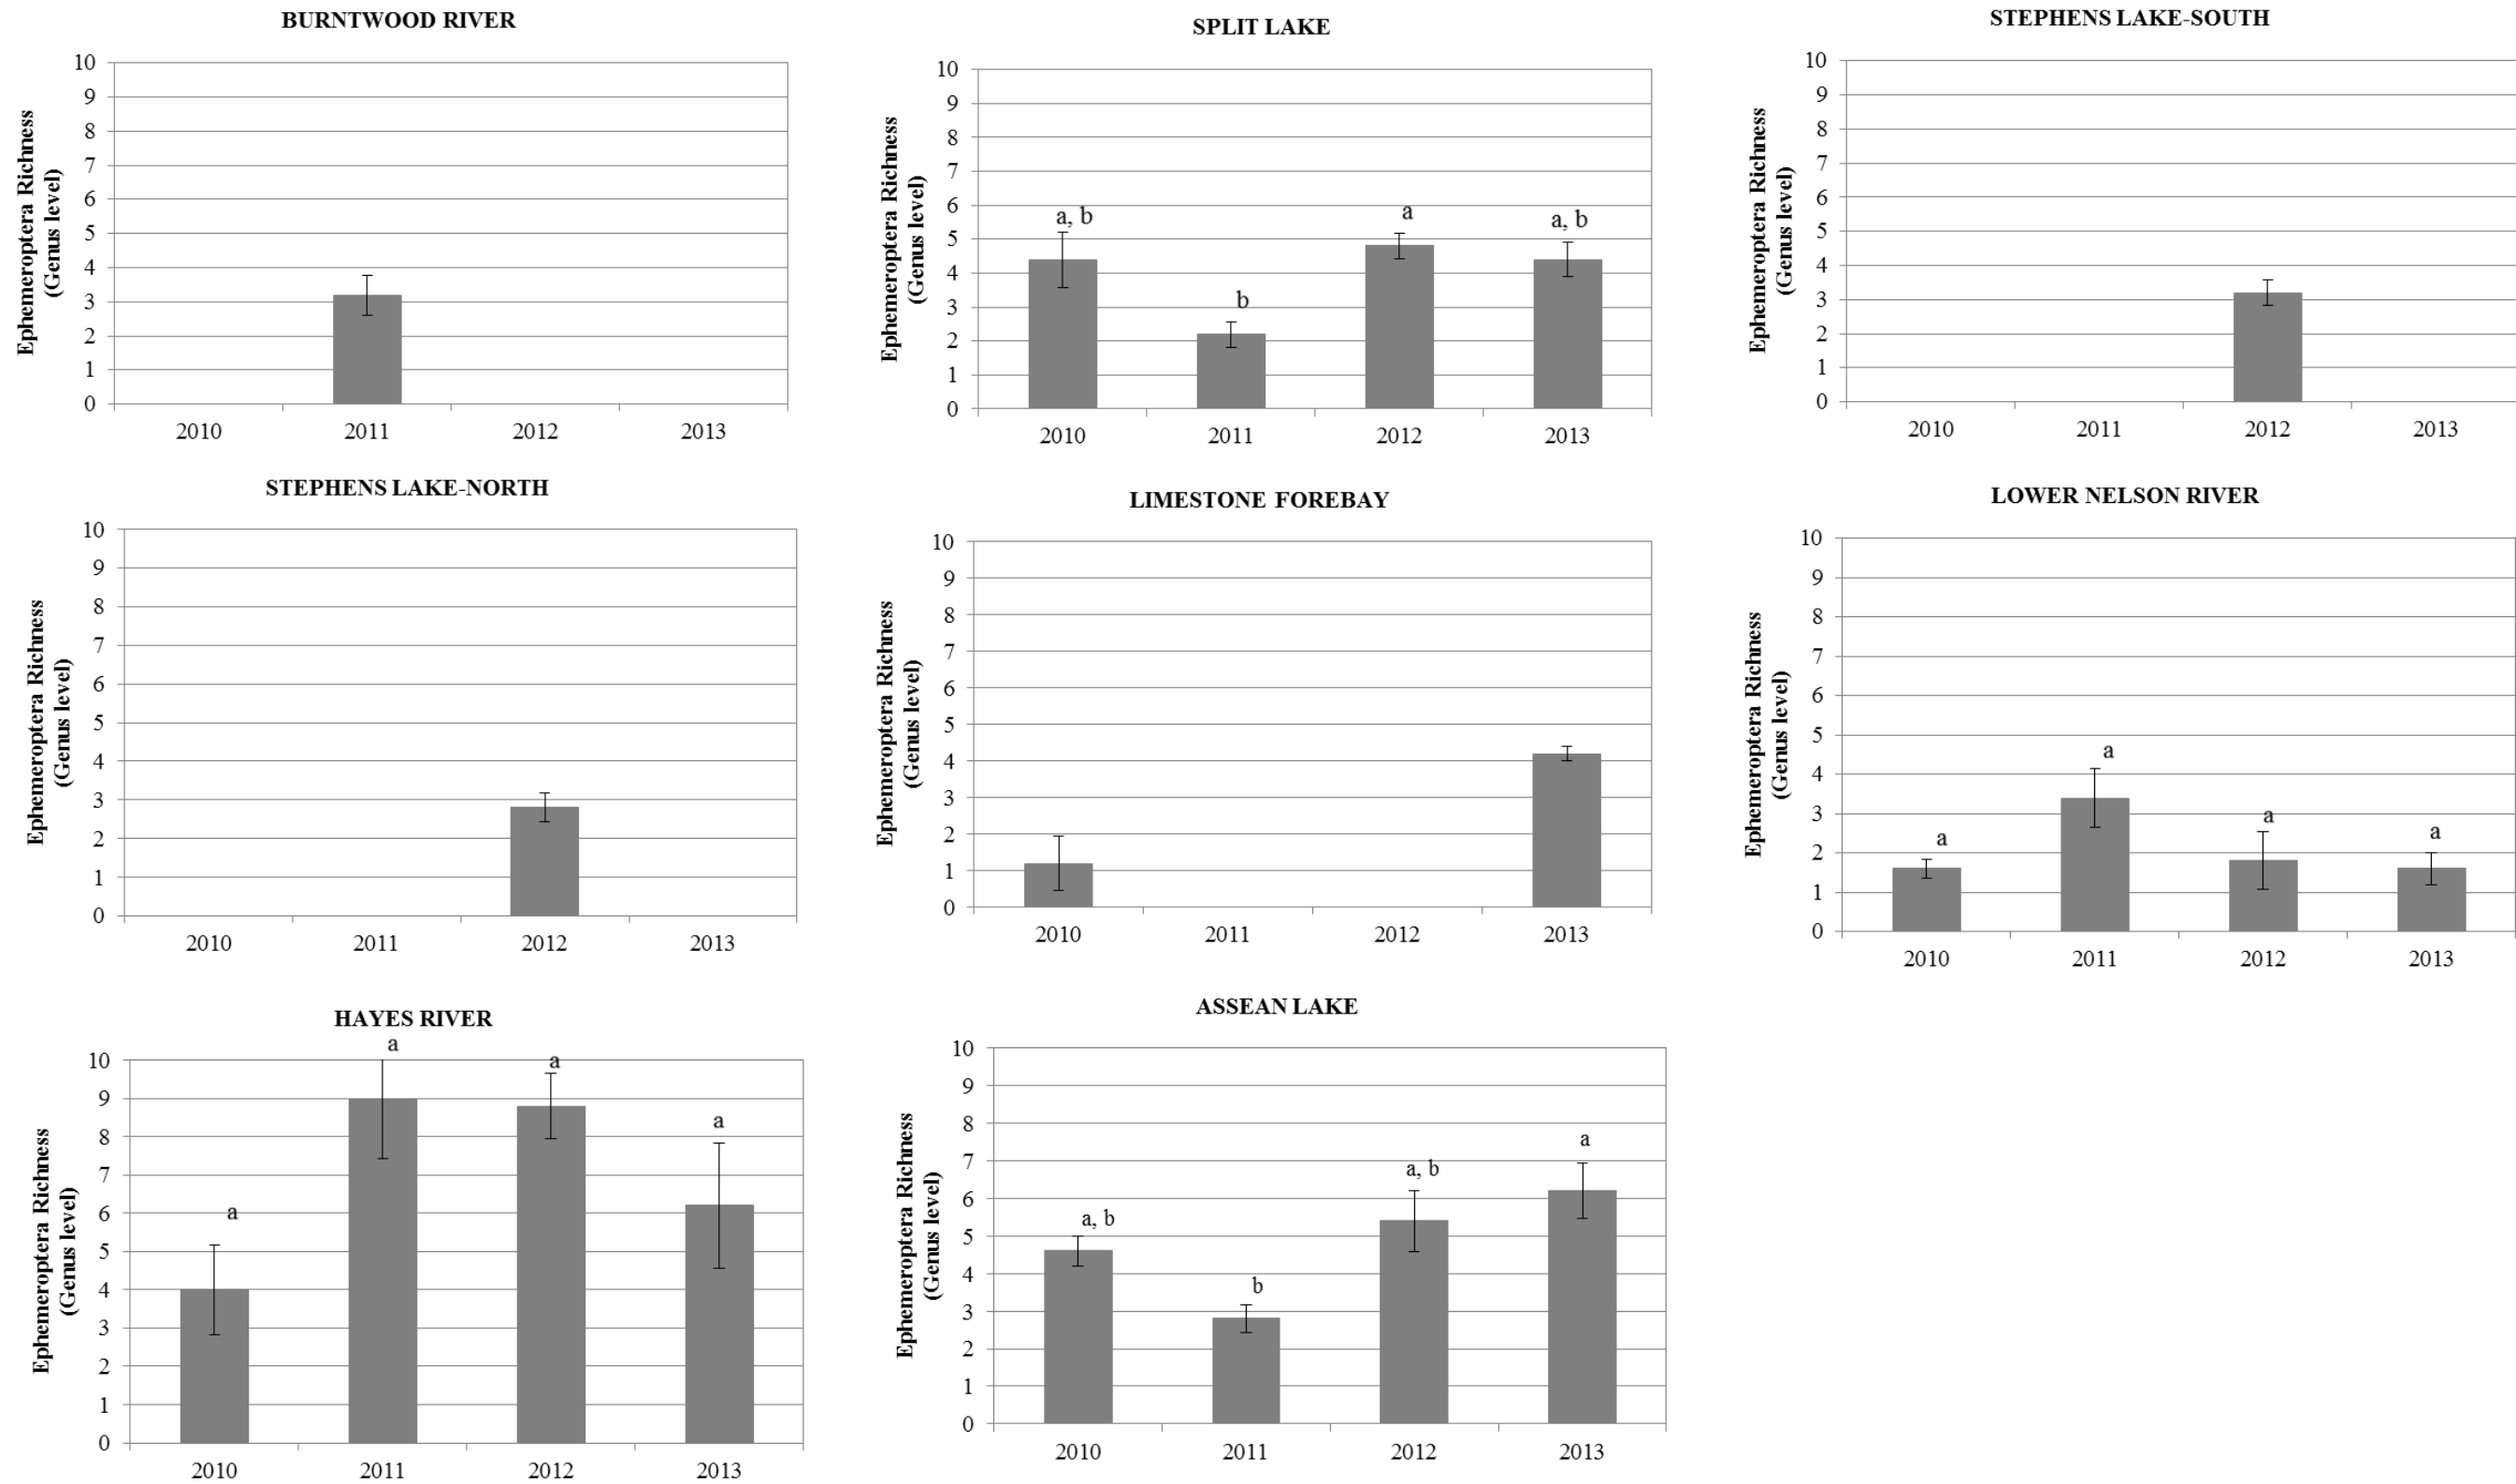 BURNTWOOD RIVER
Ephemeroptera Richness
(Genus level)
10
9
8
7
6
5
4
3
2
1
0
2010 2011 2012 2013
SPLIT LAKE
Ephemeroptera Richness
(Genus level)
10
9
8
7
6
5
4
3
2
1
0
a, b
b
a
a, b
2010 2011 2012 2013
STEPHENS LAKE-SOUTH
Ephemeroptera Richness
(Genus level)
10
9
8
7
6
5
4
3
2
1
0
2010 2011 2012 2013
STEPHENS LAKE-NORTH
Ephemeroptera Richness
(Genus level)
10
9
8
7
6
5
4
3
2
1
0
2010 2011 2012 2013
LIMESTONE FOREBAY
Ephemeroptera Richness
(Genus level)
10
9
8
7
6
5
4
3
2
1
0
2010 2011 2012 2013
LOWER NELSON RIVER
Ephemeroptera Richness
(Genus level)
10
9
8
7
6
5
4
3
2
1
0
a
a
a
a
2010 2011 2012 2013
HAYES RIVER
Ephemeroptera Richness
(Genus level)
10
9
8
7
6
5
4
3
2
1
0
a
a
a
a
2010 2011 2012 2013
ASSEAN LAKE
Ephemeroptera Richness
(Genus level)
10
9
8
7
6
5
4
3
2
1
0
a, b
b
a, b
a
2010 2011 2012 2013